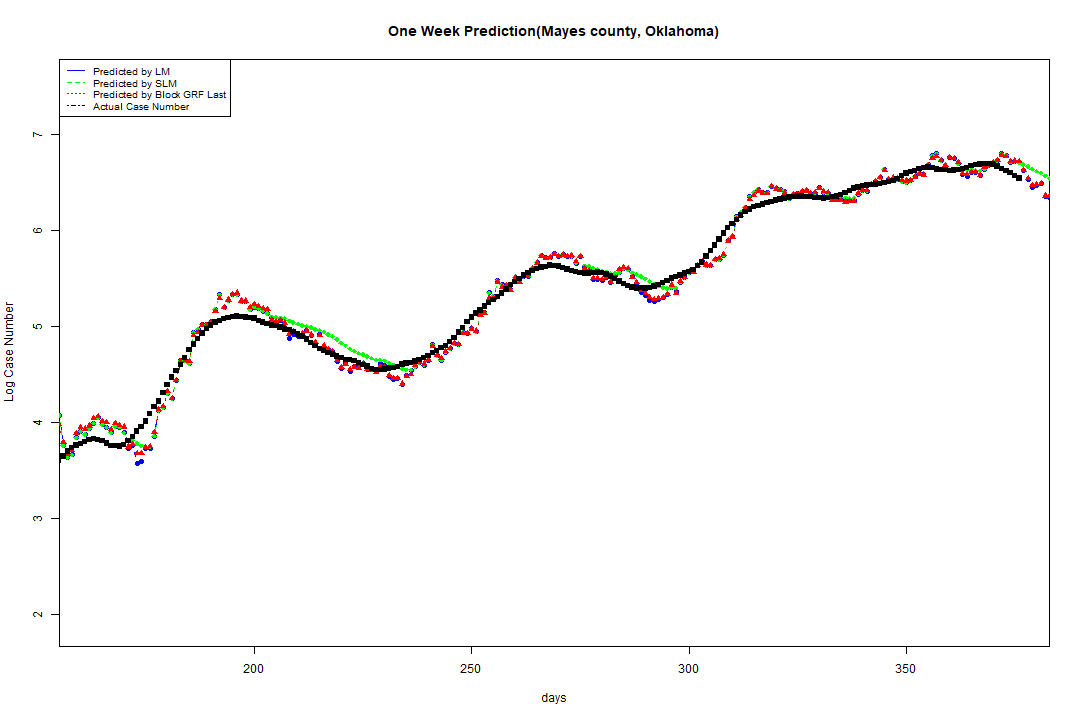 One Week Prediction(Mayes county, Oklahoma)
Predicted by LM
Predicted by SLM
Predicted by Block GRF Last
Actual Case Number
7
6
5
4
3
2
Log Case Number
200 250 300 350
days